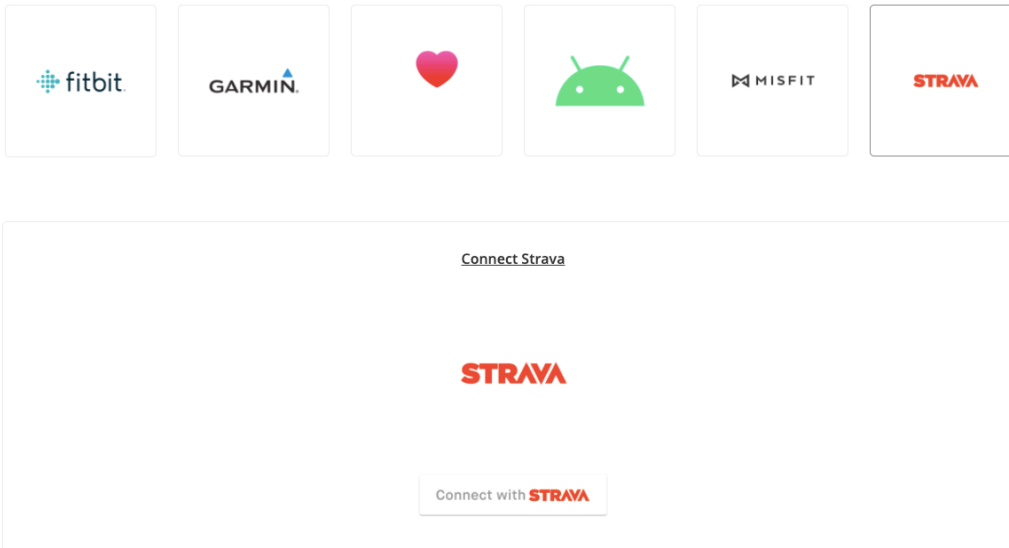 fitbit.
GARMIN.
MISFIT
STRAVA
Connect Strava
STRAVA
Connect with STRAVA